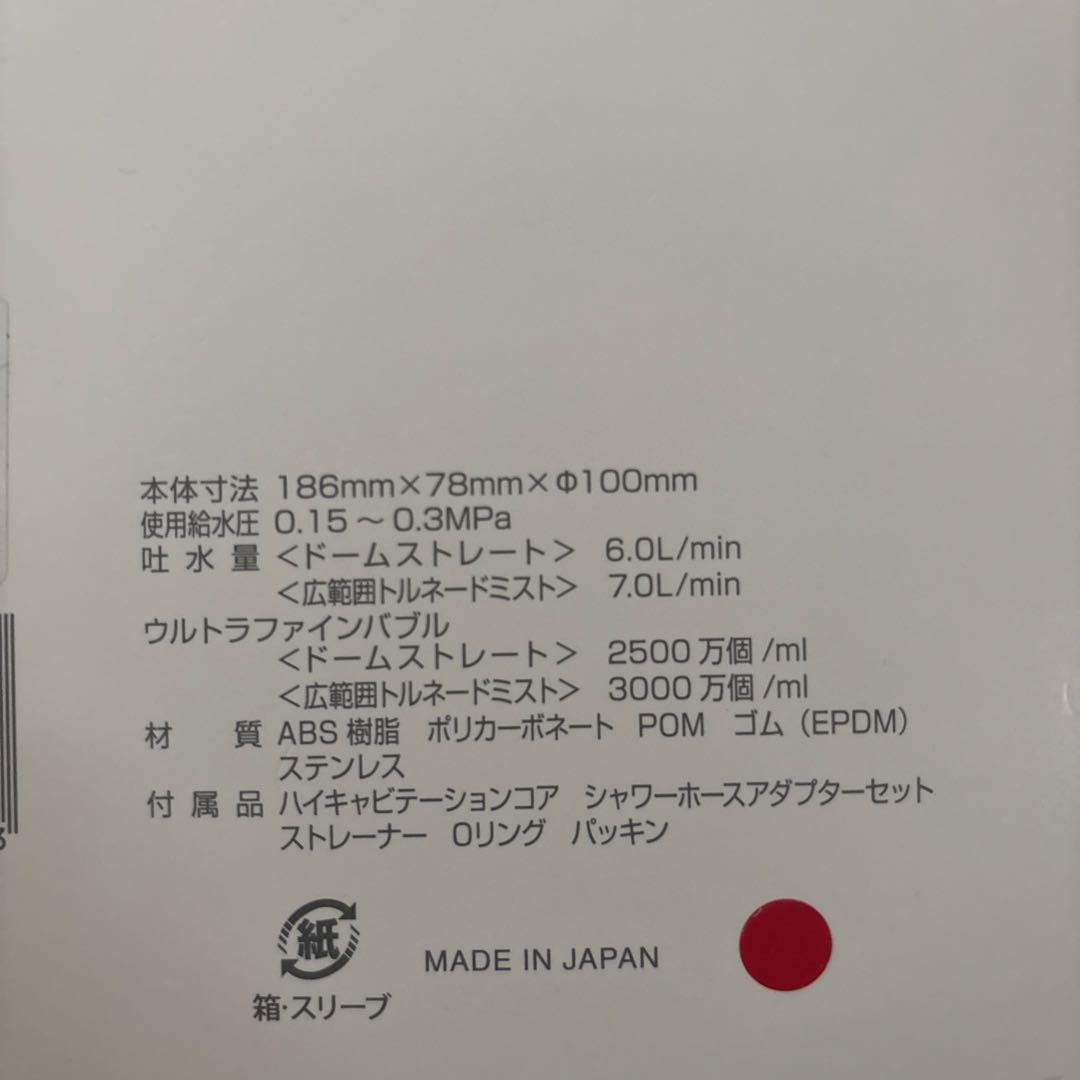 本体寸法 186mm×78mm×Φ100mm
使用給水圧 0.15～0.3MPa
吐水量 <ドームストレート> 6.0L/min
<広範囲トルネードミスト> 7.0L/min
ウルトラファインバブル
<ドームストレート> 2500万個/ml
<広範囲トルネードミスト> 3000万個/ml
材質 ABS樹脂 ポリカーボネート POM ゴム（EPDM）
ステンレス
付属品 ハイキャビテーションコア シャワーホースアダプターセット
ストレーナー Oリング パッキン
紙
MADE IN JAPAN
箱・スリーブ